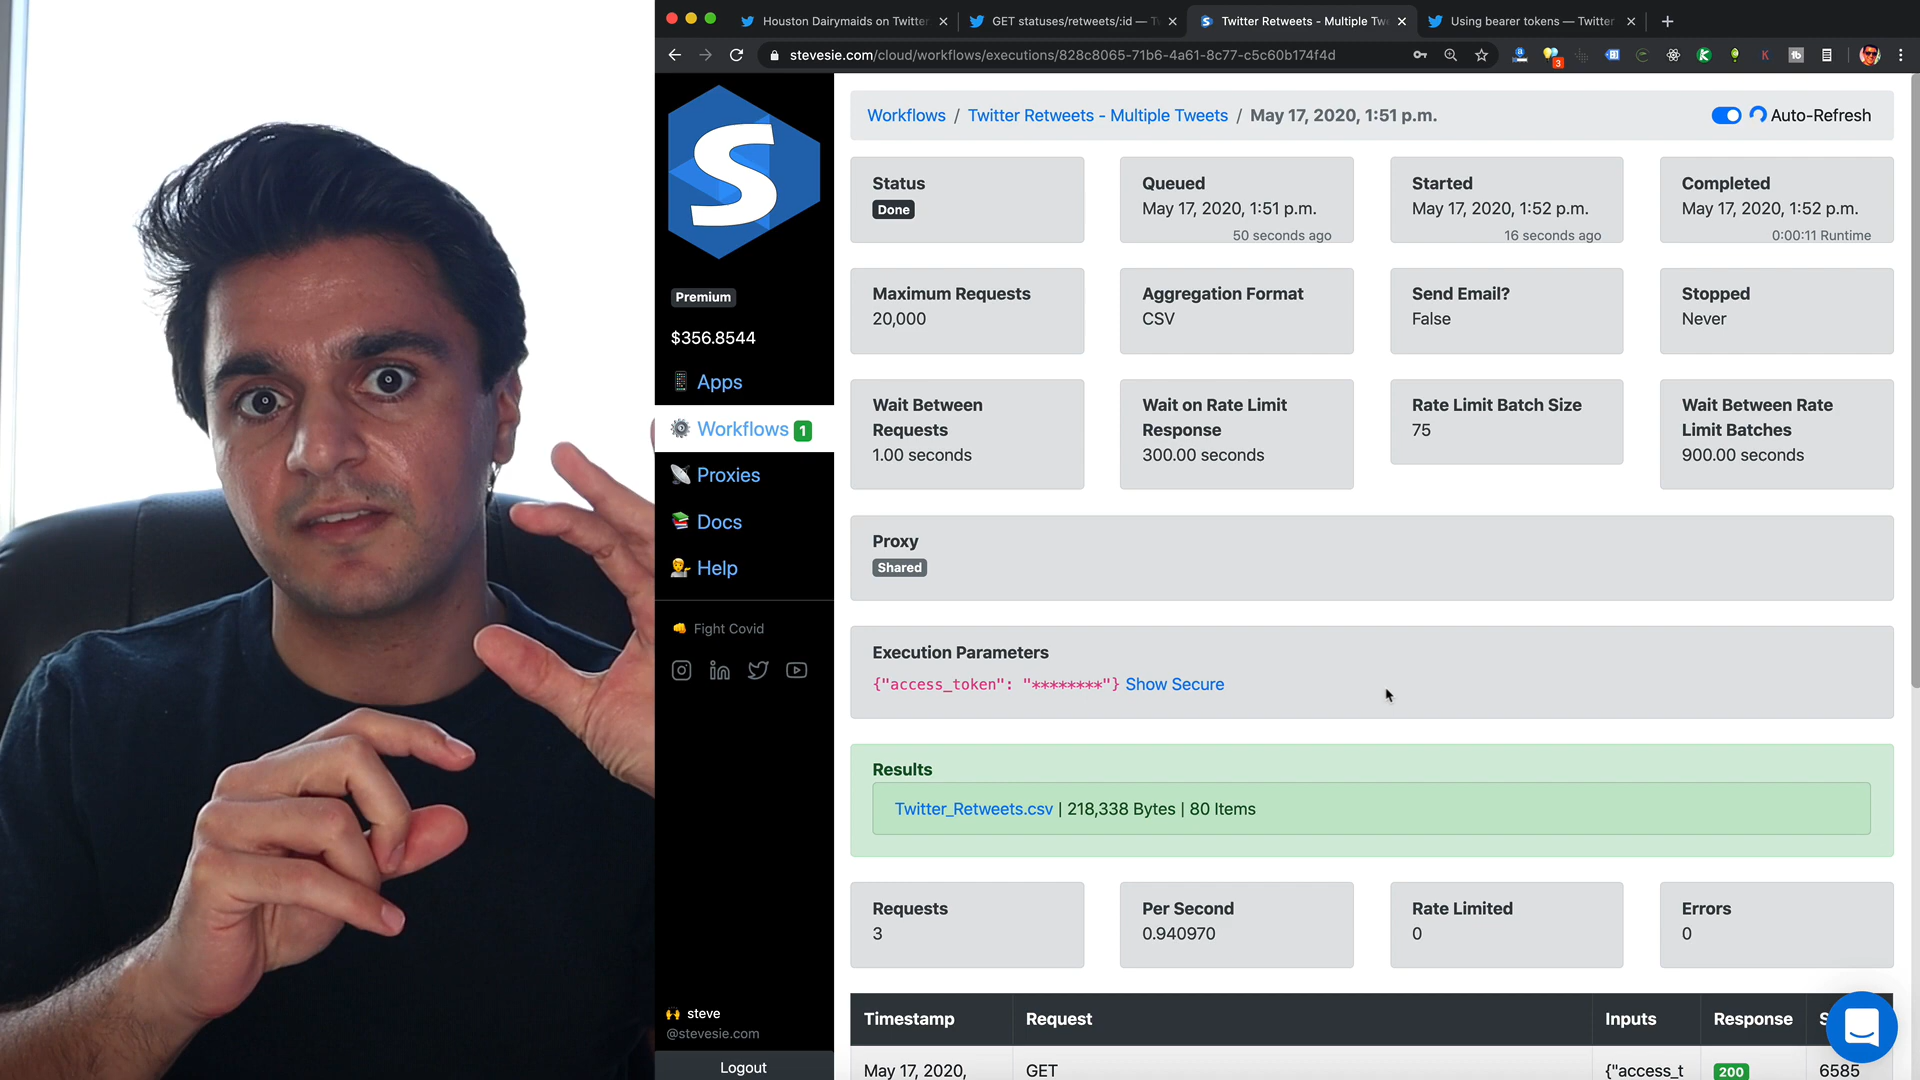 Houston Dairymaids on Twitter
GET statuses/retweets/:id — Tw
Twitter Retweets - Multiple Tw
Using bearer tokens — Twitter
stevesie.com/cloud/workflows/executions/828c8065-71b6-4a61-8c77-c5c60b174f4d
3
S
Premium
$356.8544
Apps
Workflows 1
Proxies
Docs
Help
Fight Covid
steve
@stevesie.com
Logout
Workflows / Twitter Retweets - Multiple Tweets / May 17, 2020, 1:51 p.m.
Auto-Refresh
Status
Done
Queued
May 17, 2020, 1:51 p.m.
50 seconds ago
Started
May 17, 2020, 1:52 p.m.
16 seconds ago
Completed
May 17, 2020, 1:52 p.m.
0:00:11 Runtime
Maximum Requests
20,000
Aggregation Format
CSV
Send Email?
False
Stopped
Never
Wait Between
Requests
1.00 seconds
Wait on Rate Limit
Response
300.00 seconds
Rate Limit Batch Size
75
Wait Between Rate
Limit Batches
900.00 seconds
Proxy
Shared
Execution Parameters
{"access_token": "********"} Show Secure
Results
Twitter_Retweets.csv | 218,338 Bytes | 80 Items
Requests
3
Per Second
0.940970
Rate Limited
0
Errors
0
Timestamp
Request
Inputs
Response
S
May 17, 2020,
GET
{"access_t
200
6585